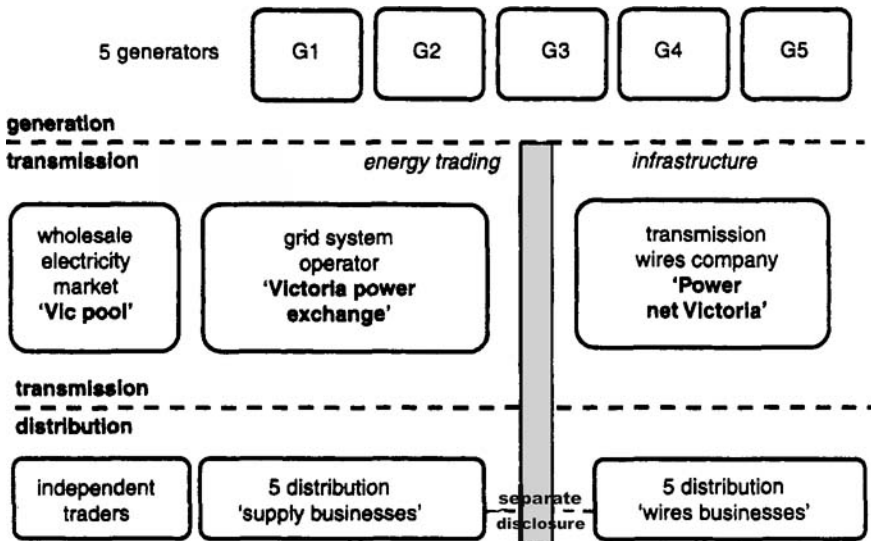 5 generators G1 G2 G3 G4 G5
generation
transmission energy trading infrastructure
wholesale
electricity
market
'Vic pool'
grid system
operator
'Victoria power
exchange'
transmission
wires company
'Power
net Victoria'
transmission
distribution
independent
traders
5 distribution
'supply businesses'
separate
disclosure
5 distribution
'wires businesses'